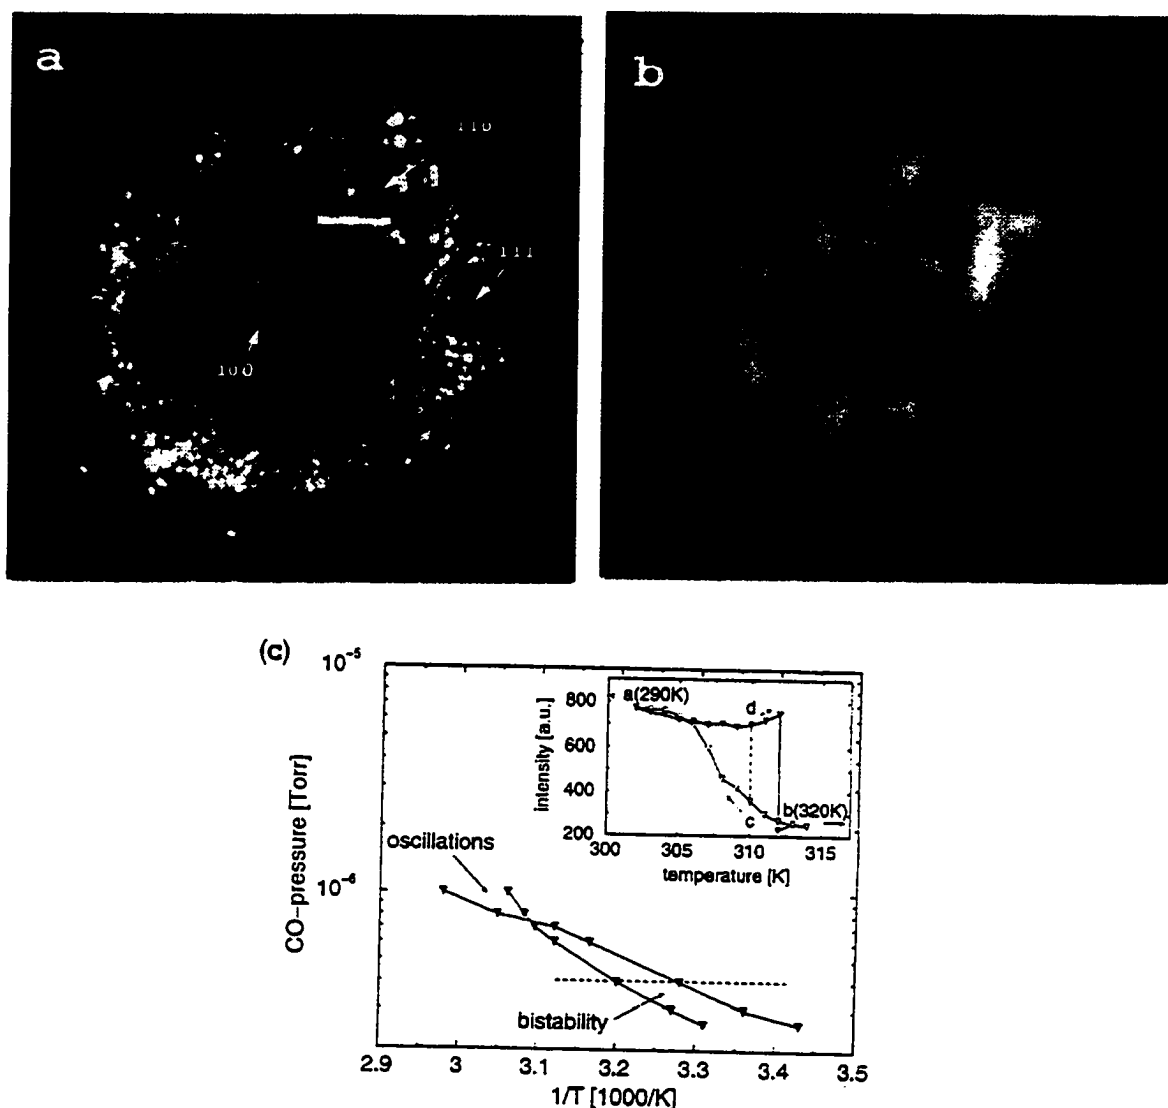 a
b
110
111
100
(c)
10⁻⁵
10⁻⁶
CO-pressure [Torr]
oscillations
bistability
2.9 3 3.1 3.2 3.3 3.4 3.5
1/T [1000/K]
800
600
400
200
intensity [a.u.]
a(290K)
d
b(320K)
c
300 305 310 315
temperature [K]